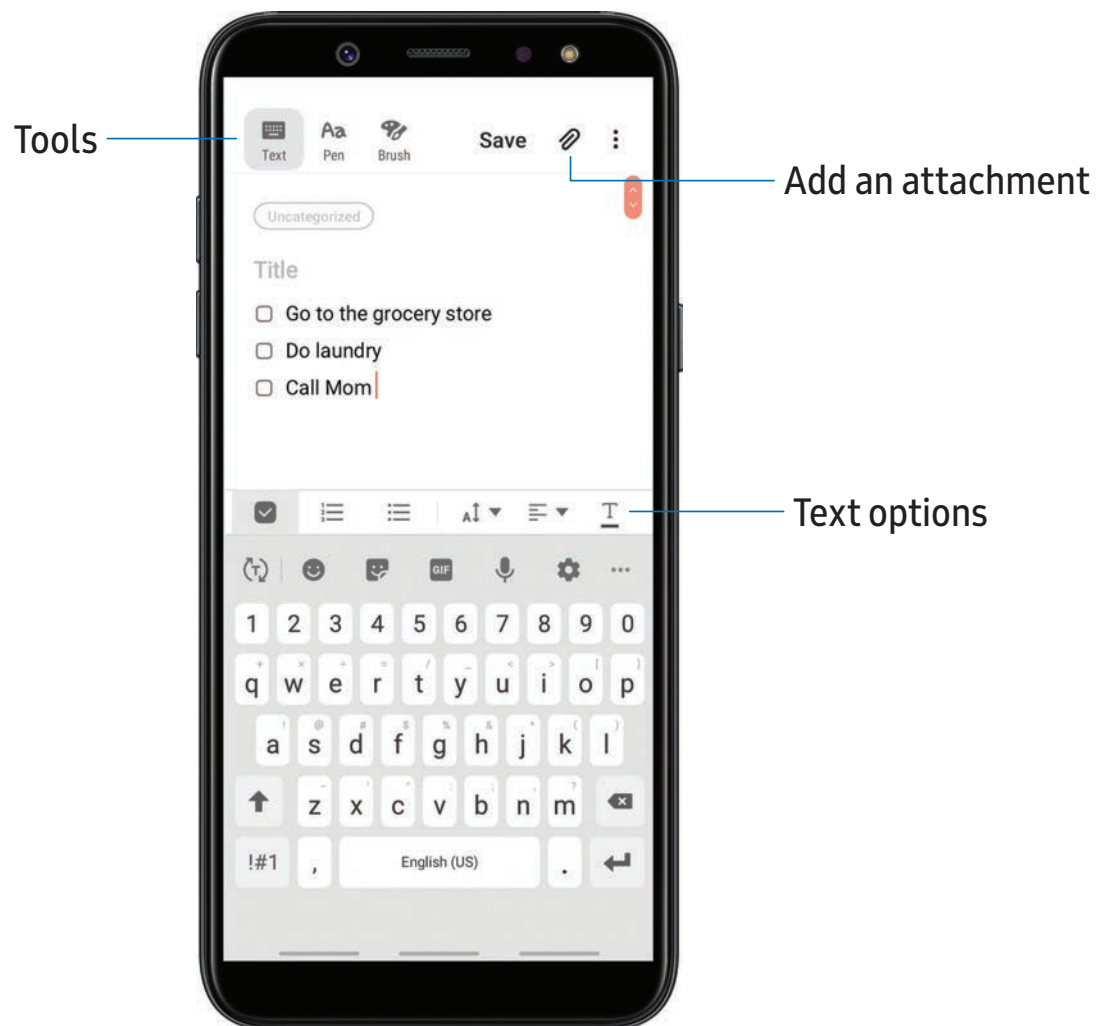 Tools
Text Pen Brush Save
Add an attachment
Uncategorized
Title
Go to the grocery store
Do laundry
Call Mom
Text options
GIF
1 2 3 4 5 6 7 8 9 0
q w e r t y u i o p
a s d f g h j k l
z x c v b n m
!#1 , English (US) .